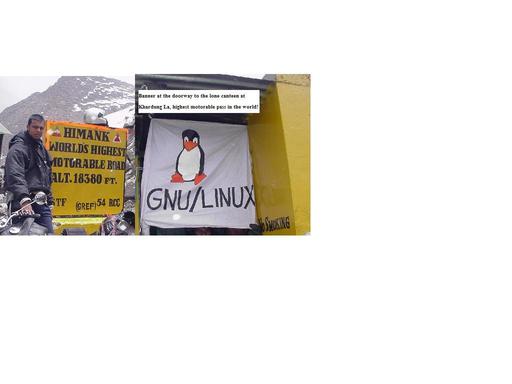 HIMANK
WORLDS HIGHEST
MOTORABLE ROAD
ALT. 18380 FT.
TF (GREF) 54 RCC
Banner at the doorway to the lone canteen at
Khardung La, highest motorable pass in the world!
GNU/LINUX
No SMOKING